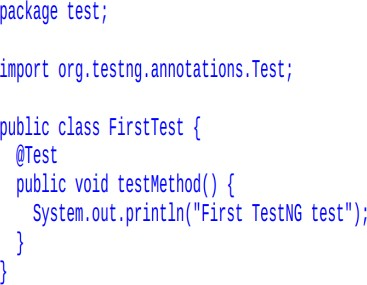 package test;

import org.testng.annotations.Test;

public class FirstTest {
  @Test
  public void testMethod() {
    System.out.println("First TestNG test");
  }
}